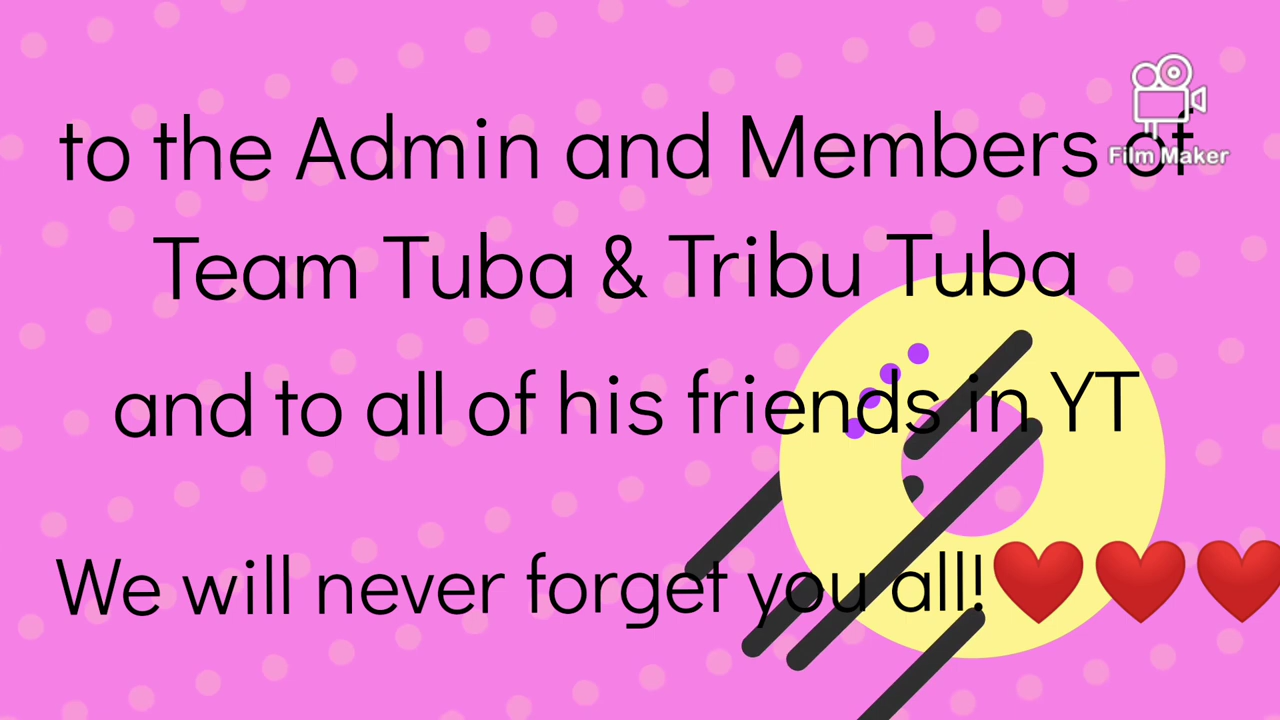 to the Admin and Members of
Film Maker
Team Tuba & Tribu Tuba
and to all of his friends in YT
We will never forget you all!❤️❤️❤️